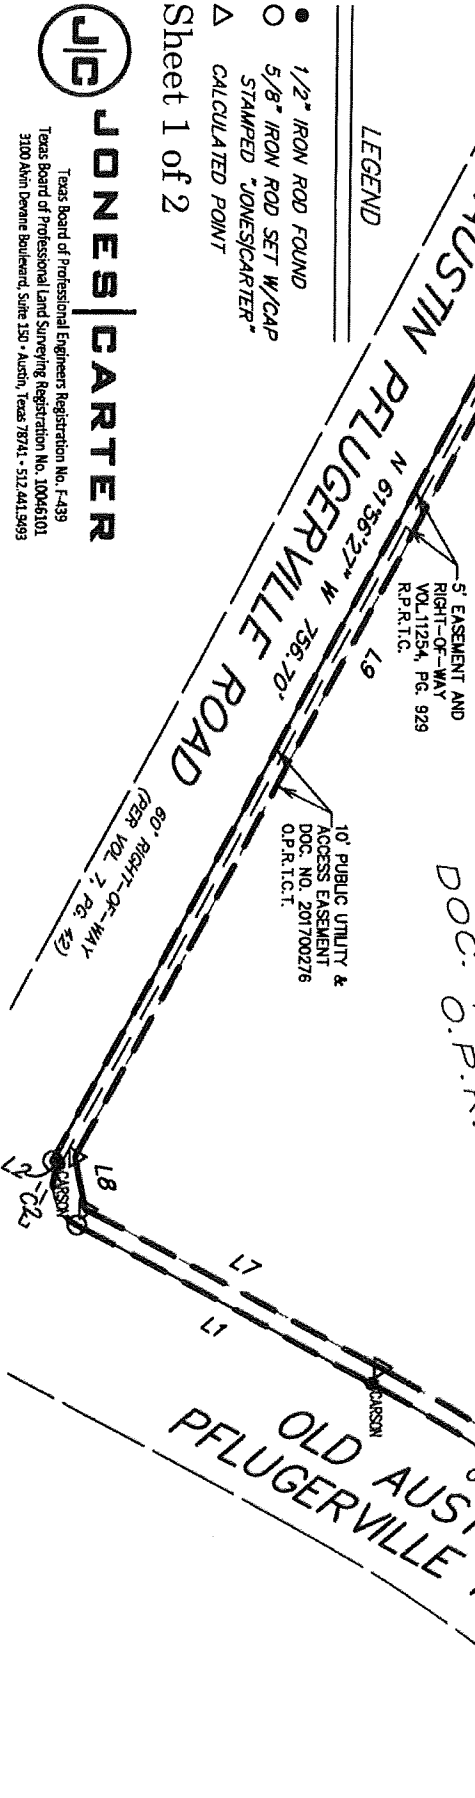 LEGEND
1/2" IRON ROD FOUND
5/8" IRON ROD SET W/CAP
STAMPED "JONES|CARTER"
CALCULATED POINT
Sheet 1 of 2
J|C JONES|CARTER
Texas Board of Professional Engineers Registration No. F-439
Texas Board of Professional Land Surveying Registration No. 10046101
3100 Alvin Devane Boulevard, Suite 150 • Austin, Texas 78741 • 512.441.9493
USTIN PFLUGERVILLE ROAD
60' RIGHT-OF-WAY
(PER VOL. 7, PG. 42)
N 61°56'27" W 756.70'
L9
5' EASEMENT AND
RIGHT-OF-WAY
VOL.11254, PG. 929
R.P.R.T.C.
10' PUBLIC UTILITY &
ACCESS EASEMENT
DOC. NO. 201700276
O.P.R.T.C.T.
DOC.
O.P.R.
L8
CARSON
L2
C2
L7
L1
CARSON
OLD AUST
PFLUGERVILLE